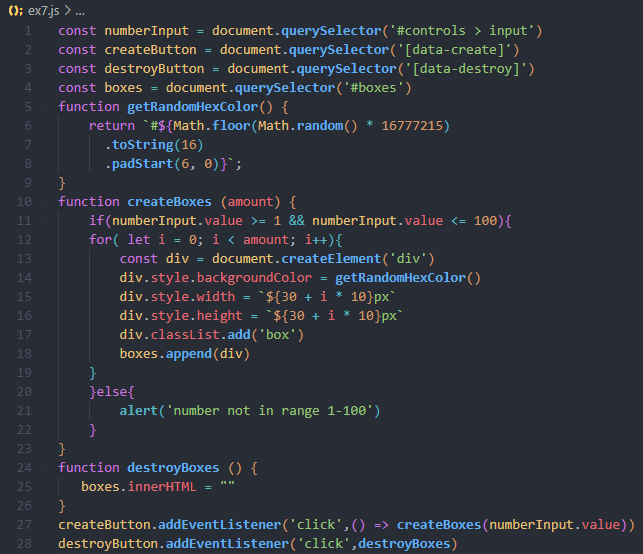 ex7.js > ...
1 const numberInput = document.querySelector('#controls > input')
2 const createButton = document.querySelector('[data-create]')
3 const destroyButton = document.querySelector('[data-destroy]')
4 const boxes = document.querySelector('#boxes')
5 function getRandomHexColor() {
6     return `#${Math.floor(Math.random() * 16777215)
7       .toString(16)
8       .padStart(6, 0)}`;
9 }
10 function createBoxes (amount) {
11     if(numberInput.value >= 1 && numberInput.value <= 100){
12     for( let i = 0; i < amount; i++){
13         const div = document.createElement('div')
14         div.style.backgroundColor = getRandomHexColor()
15         div.style.width = `${30 + i * 10}px`
16         div.style.height = `${30 + i * 10}px`
17         div.classList.add('box')
18         boxes.append(div)
19     }
20     }else{
21         alert('number not in range 1-100')
22     }
23 }
24 function destroyBoxes () {
25    boxes.innerHTML = ""
26 }
27 createButton.addEventListener('click',() => createBoxes(numberInput.value))
28 destroyButton.addEventListener('click',destroyBoxes)